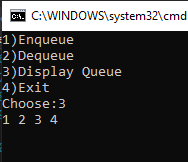 C:\WINDOWS\system32\cmd
1)Enqueue
2)Dequeue
3)Display Queue
4)Exit
Choose:3
1 2 3 4